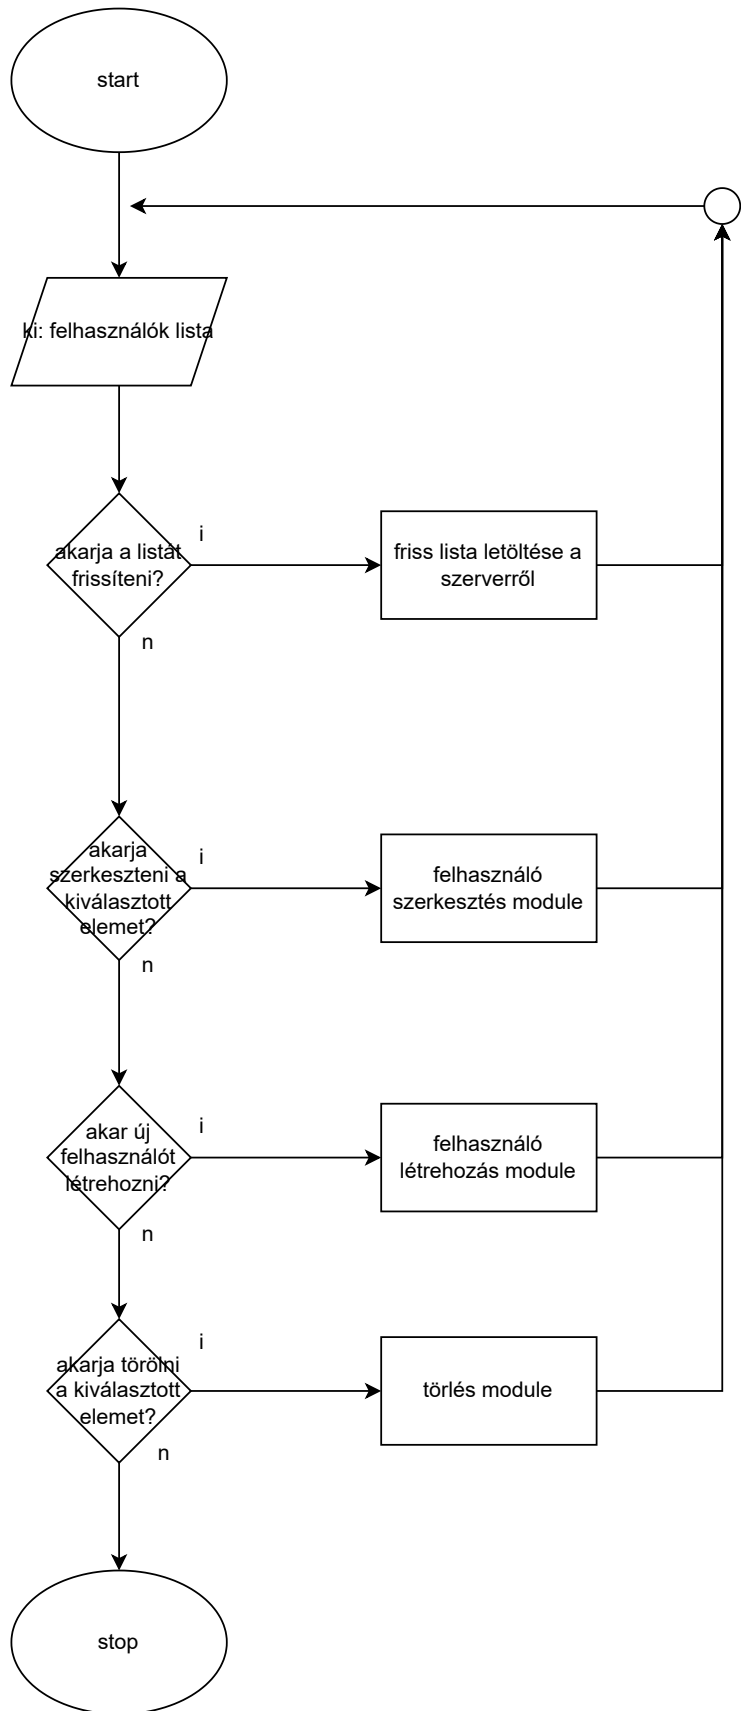 start
ki: felhasználók lista
akarja a listát
frissíteni?
i
n
friss lista letöltése a
szerverről
akarja
szerkeszteni a
kiválasztott
elemet?
i
n
felhasználó
szerkesztés module
akar új
felhasználót
létrehozni?
i
n
felhasználó
létrehozás module
akarja törölni
a kiválasztott
elemet?
i
n
törlés module
stop